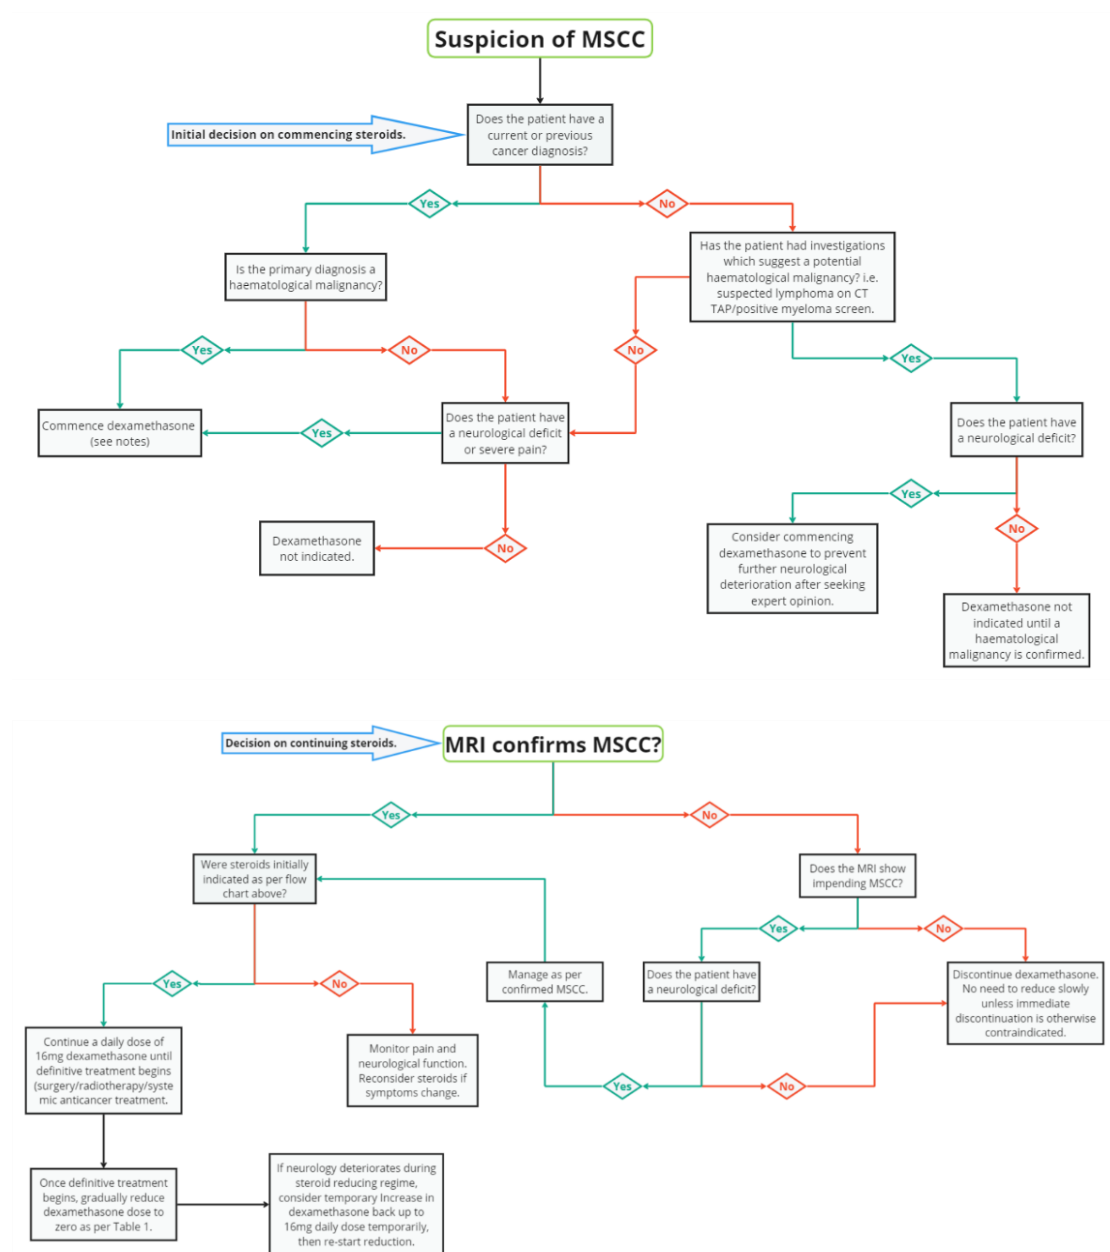 Suspicion of MSCC
Initial decision on commencing steroids.
Does the patient have a
current or previous
cancer diagnosis?
Yes
No
Is the primary diagnosis a
haematological malignancy?
Has the patient had investigations
which suggest a potential
haematological malignancy? i.e.
suspected lymphoma on CT
TAP/positive myeloma screen.
Yes
No
No
Yes
Commence dexamethasone
(see notes)
Yes
Does the patient have
a neurological deficit
or severe pain?
Does the patient have
a neurological deficit?
Dexamethasone
not indicated.
No
Yes
No
Consider commencing
dexamethasone to prevent
further neurological
deterioration after seeking
expert opinion.
Dexamethasone not
indicated until a
haematological
malignancy is confirmed.
Decision on continuing steroids.
MRI confirms MSCC?
Yes
No
Were steroids initially
indicated as per flow
chart above?
Does the MRI show
impending MSCC?
Yes
No
Yes
No
Manage as per
confirmed MSCC.
Does the patient have
a neurological deficit?
Discontinue dexamethasone.
No need to reduce slowly
unless immediate
discontinuation is otherwise
contraindicated.
Continue a daily dose of
16mg dexamethasone until
definitive treatment begins
(surgery/radiotherapy/syste
mic anticancer treatment.
Monitor pain and
neurological function.
Reconsider steroids if
symptoms change.
Yes
No
Once definitive treatment
begins, gradually reduce
dexamethasone dose to
zero as per Table 1.
If neurology deteriorates during
steroid reducing regime,
consider temporary Increase in
dexamethasone back up to
16mg daily dose temporarily,
then re-start reduction.